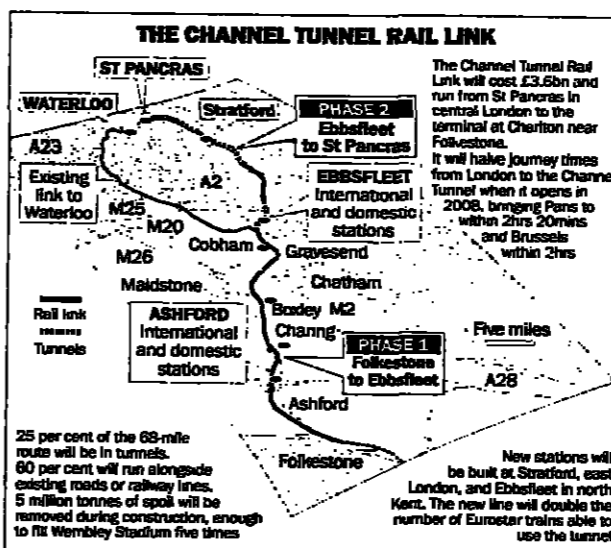 THE CHANNEL TUNNEL RAIL LINK
ST PANCRAS
WATERLOO
Stratford
PHASE 2
Ebbsfleet
to St Pancras
The Channel Tunnel Rail
Link will cost £3.6bn and
run from St Pancras in
central London to the
terminal at Cheriton near
Folkestone.
It will halve journey times
from London to the Channel
Tunnel when it opens in
2008, bringing Paris to
within 2hrs 20mins
and Brussels
within 2hrs
A23
Existing
link to
Waterloo
A2
EBBSFLEET
International
and domestic
stations
M25
M20
M26
Cobham
Gravesend
Maidstone
Chatham
Rail link
Tunnels
ASHFORD
International
and domestic
stations
Boxley M2
Charing
PHASE 1
Folkestone
to Ebbsfleet
Five miles
A28
Ashford
Folkestone
25 per cent of the 68-mile
route will be in tunnels.
60 per cent will run alongside
existing roads or railway lines.
5 million tonnes of spoil will be
removed during construction, enough
to fill Wembley Stadium five times
New stations will
be built at Stratford, east
London, and Ebbsfleet in north
Kent. The new line will double the
number of Eurostar trains able to
use the tunnel